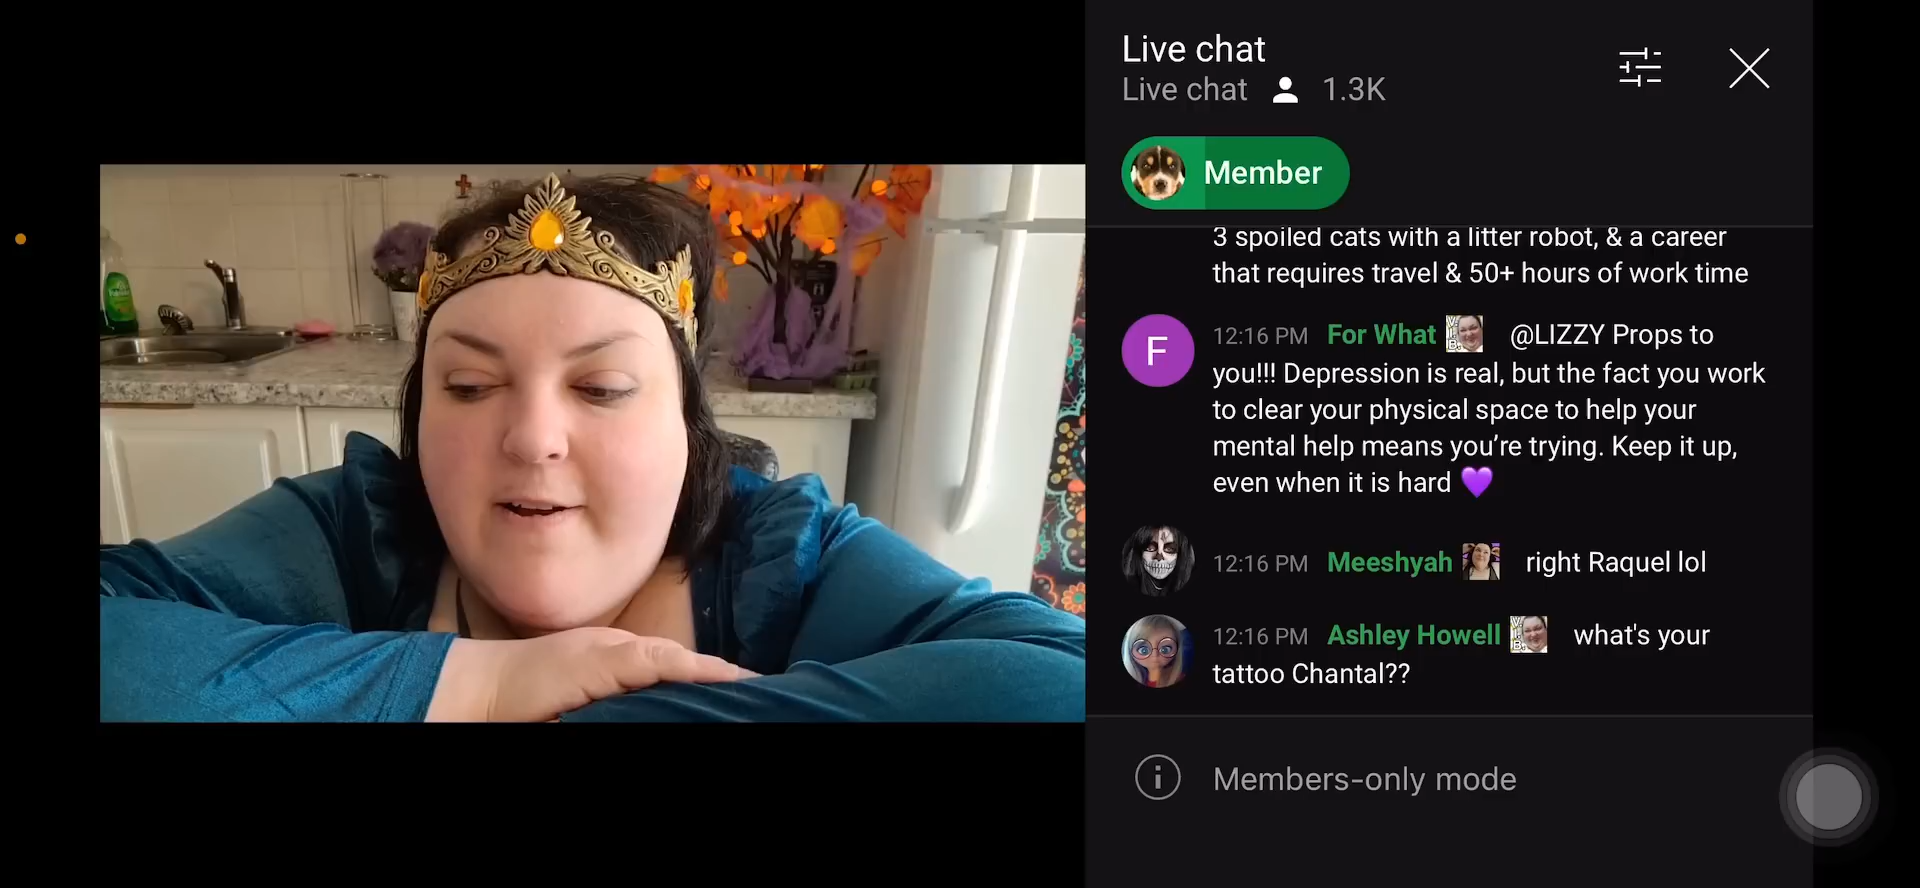 Live chat
Live chat 1.3K
Member
3 spoiled cats with a litter robot, & a career
that requires travel & 50+ hours of work time
F 12:16 PM For What @LIZZY Props to
you!!! Depression is real, but the fact you work
to clear your physical space to help your
mental help means you’re trying. Keep it up,
even when it is hard 💜
12:16 PM Meeshyah right Raquel lol
12:16 PM Ashley Howell what's your
tattoo Chantal??
Members-only mode